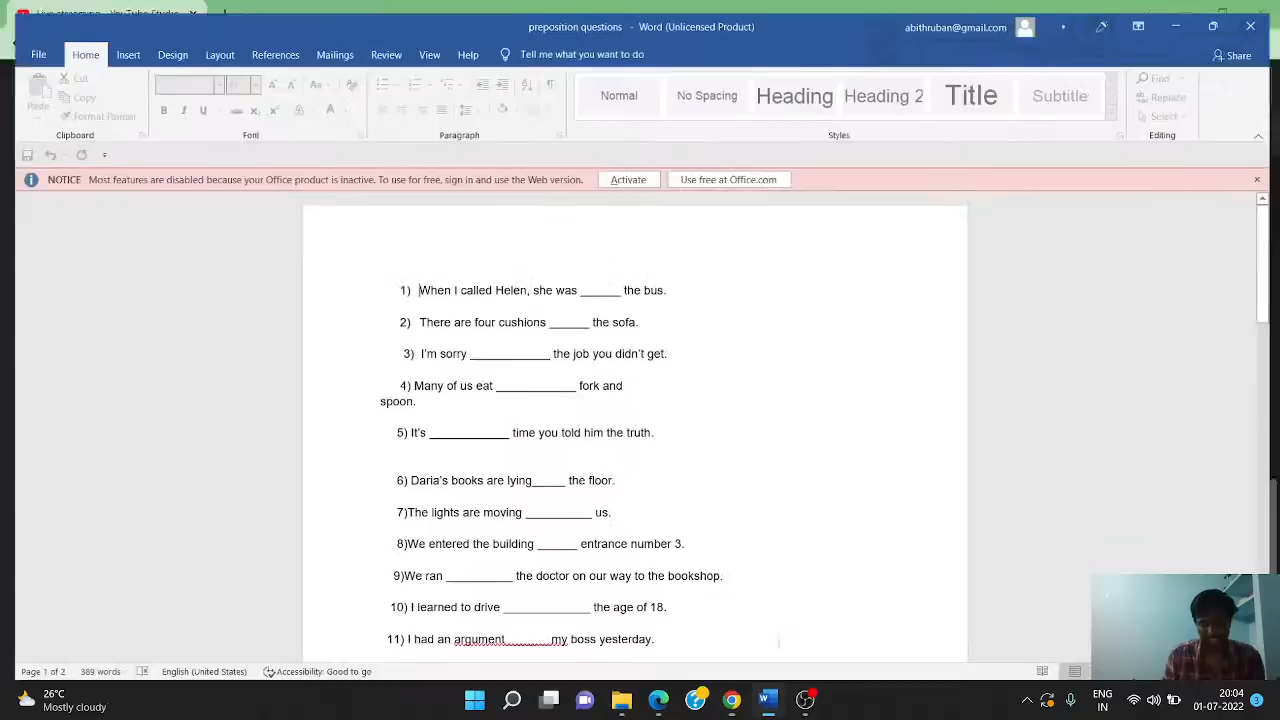 preposition questions - Word (Unlicensed Product)
abithruban@gmail.com
File Home Insert Design Layout References Mailings Review View Help Tell me what you want to do Share
Paste
Cut
Copy
Format Painter
B I U
Normal No Spacing Heading Heading 2 Title Subtitle
Find
Replace
Select
Clipboard Font Paragraph Styles Editing
NOTICE Most features are disabled because your Office product is inactive. To use for free, sign in and use the Web version. Activate Use free at Office.com
1) When I called Helen, she was ______ the bus.
2) There are four cushions ______ the sofa.
3) I'm sorry ____________ the job you didn't get.
4) Many of us eat ____________ fork and
spoon.
5) It's ____________ time you told him the truth.
6) Daria's books are lying_____ the floor.
7)The lights are moving __________ us.
8)We entered the building ______ entrance number 3.
9)We ran __________ the doctor on our way to the bookshop.
10) I learned to drive _____________ the age of 18.
11) I had an argument_______my boss yesterday.
Page 1 of 2 389 words English (United States) Accessibility: Good to go
26°C
Mostly cloudy
ENG
IN
20:04
01-07-2022
3